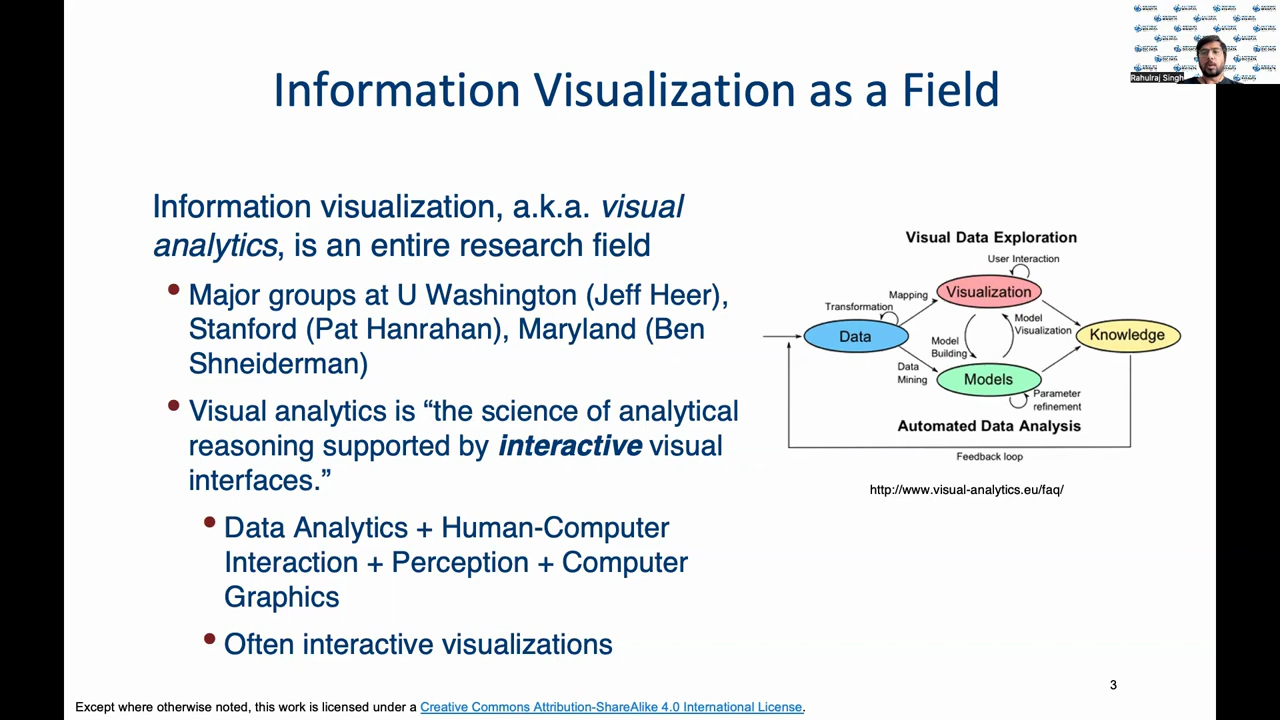 Rahulraj Singh
Information Visualization as a Field
Information visualization, a.k.a. visual
analytics, is an entire research field
• Major groups at U Washington (Jeff Heer),
Stanford (Pat Hanrahan), Maryland (Ben
Shneiderman)
• Visual analytics is “the science of analytical
reasoning supported by interactive visual
interfaces.”
• Data Analytics + Human-Computer
Interaction + Perception + Computer
Graphics
• Often interactive visualizations
Visual Data Exploration
User Interaction
Mapping
Visualization
Transformation
Data
Model
Building
Model
Visualization
Knowledge
Data
Mining
Models
Parameter
refinement
Automated Data Analysis
Feedback loop
http://www.visual-analytics.eu/faq/
3
Except where otherwise noted, this work is licensed under a Creative Commons Attribution-ShareAlike 4.0 International License.